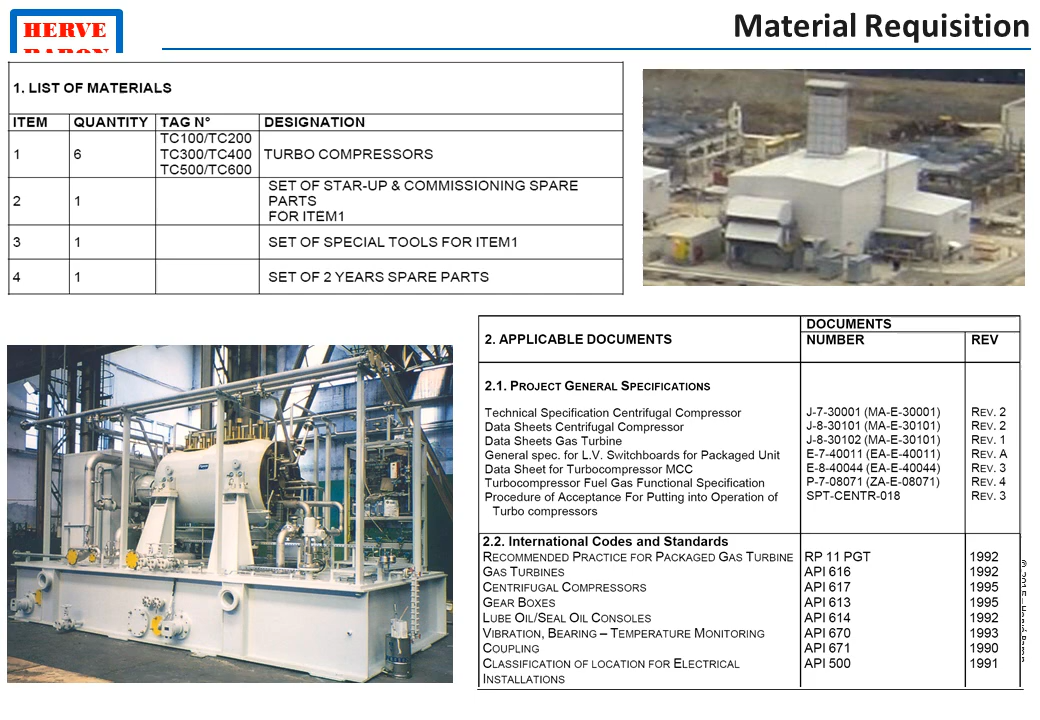 HERVE
BARON
Material Requisition
1. LIST OF MATERIALS
ITEM QUANTITY TAG N° DESIGNATION
1 6 TC100/TC200 TURBO COMPRESSORS
TC300/TC400
TC500/TC600
2 1 SET OF STAR-UP & COMMISSIONING SPARE
PARTS
FOR ITEM1
3 1 SET OF SPECIAL TOOLS FOR ITEM1
4 1 SET OF 2 YEARS SPARE PARTS
2. APPLICABLE DOCUMENTS DOCUMENTS
NUMBER REV
2.1. PROJECT GENERAL SPECIFICATIONS
Technical Specification Centrifugal Compressor J-7-30001 (MA-E-30001) REV. 2
Data Sheets Centrifugal Compressor J-8-30101 (MA-E-30101) REV. 2
Data Sheets Gas Turbine J-8-30102 (MA-E-30101) REV. 1
General spec. for L.V. Switchboards for Packaged Unit E-7-40011 (EA-E-40011) REV. A
Data Sheet for Turbocompressor MCC E-8-40044 (EA-E-40044) REV. 3
Turbocompressor Fuel Gas Functional Specification P-7-08071 (ZA-E-08071) REV. 4
Procedure of Acceptance For Putting into Operation of SPT-CENTR-018 REV. 3
Turbo compressors
2.2. International Codes and Standards
RECOMMENDED PRACTICE FOR PACKAGED GAS TURBINE RP 11 PGT 1992
GAS TURBINES API 616 1992
CENTRIFUGAL COMPRESSORS API 617 1995
GEAR BOXES API 613 1995
LUBE OIL/SEAL OIL CONSOLES API 614 1992
VIBRATION, BEARING – TEMPERATURE MONITORING API 670 1993
COUPLING API 671 1990
CLASSIFICATION OF LOCATION FOR ELECTRICAL API 500 1991
INSTALLATIONS